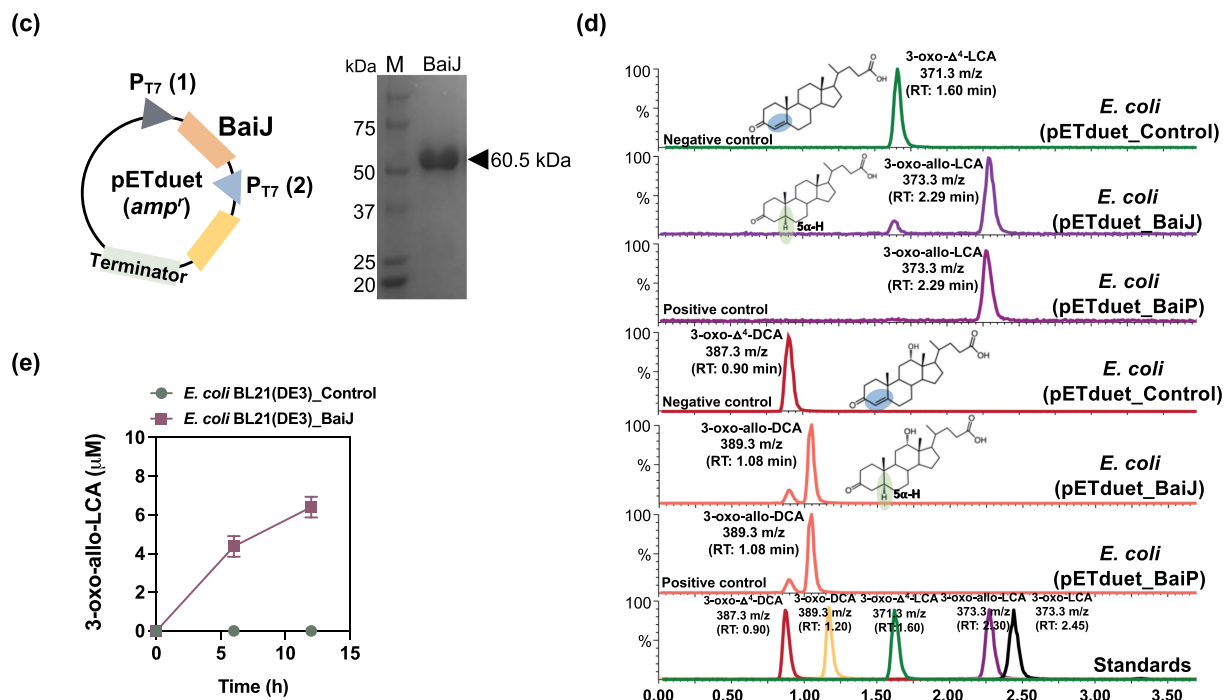 (c)
P_T7 (1)
BaiJ
P_T7 (2)
pETduet
(amp^r)
Terminator
kDa M BaiJ
75
50
37
25
20
60.5 kDa
(e)
E. coli BL21(DE3)_Control
E. coli BL21(DE3)_BaiJ
3-oxo-allo-LCA (μM)
10
8
6
4
2
0
0 5 10 15
Time (h)
(d)
100
%
3-oxo-Δ⁴-LCA
371.3 m/z
(RT: 1.60 min)
O
O
OH
Negative control
E. coli
(pETduet_Control)
100
%
3-oxo-allo-LCA
373.3 m/z
(RT: 2.29 min)
O
O
OH
H
5α-H
E. coli
(pETduet_BaiJ)
100
%
3-oxo-allo-LCA
373.3 m/z
(RT: 2.29 min)
Positive control
E. coli
(pETduet_BaiP)
100
%
3-oxo-Δ⁴-DCA
387.3 m/z
(RT: 0.90 min)
OH
O
O
OH
Negative control
E. coli
(pETduet_Control)
100
%
3-oxo-allo-DCA
389.3 m/z
(RT: 1.08 min)
OH
O
O
OH
H
5α-H
E. coli
(pETduet_BaiJ)
100
%
3-oxo-allo-DCA
389.3 m/z
(RT: 1.08 min)
Positive control
E. coli
(pETduet_BaiP)
100
%
3-oxo-Δ⁴-DCA
387.3 m/z
(RT: 0.90)
3-oxo-DCA
389.3 m/z
(RT: 1.20)
3-oxo-Δ⁴-LCA
371.3 m/z
(RT: 1.60)
3-oxo-allo-LCA
373.3 m/z
(RT: 2.30)
3-oxo-LCA
373.3 m/z
(RT: 2.45)
Standards
0.00 0.50 1.00 1.50 2.00 2.50 3.00 3.50